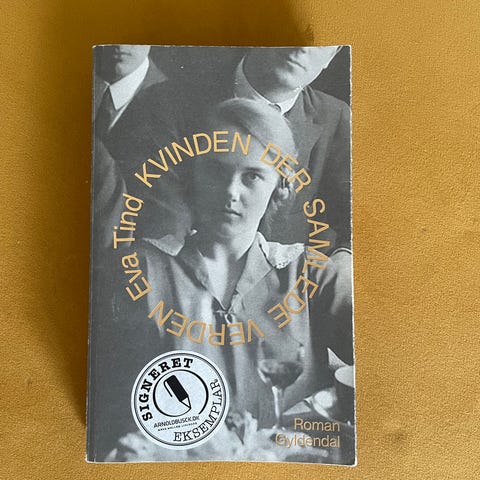 Eva Tind KVINDEN DER SAMLEDE VERDEN
SIGNERET
ARNOLDBUSCK.DK
EKSEMPLAR
Roman
Gyldendal